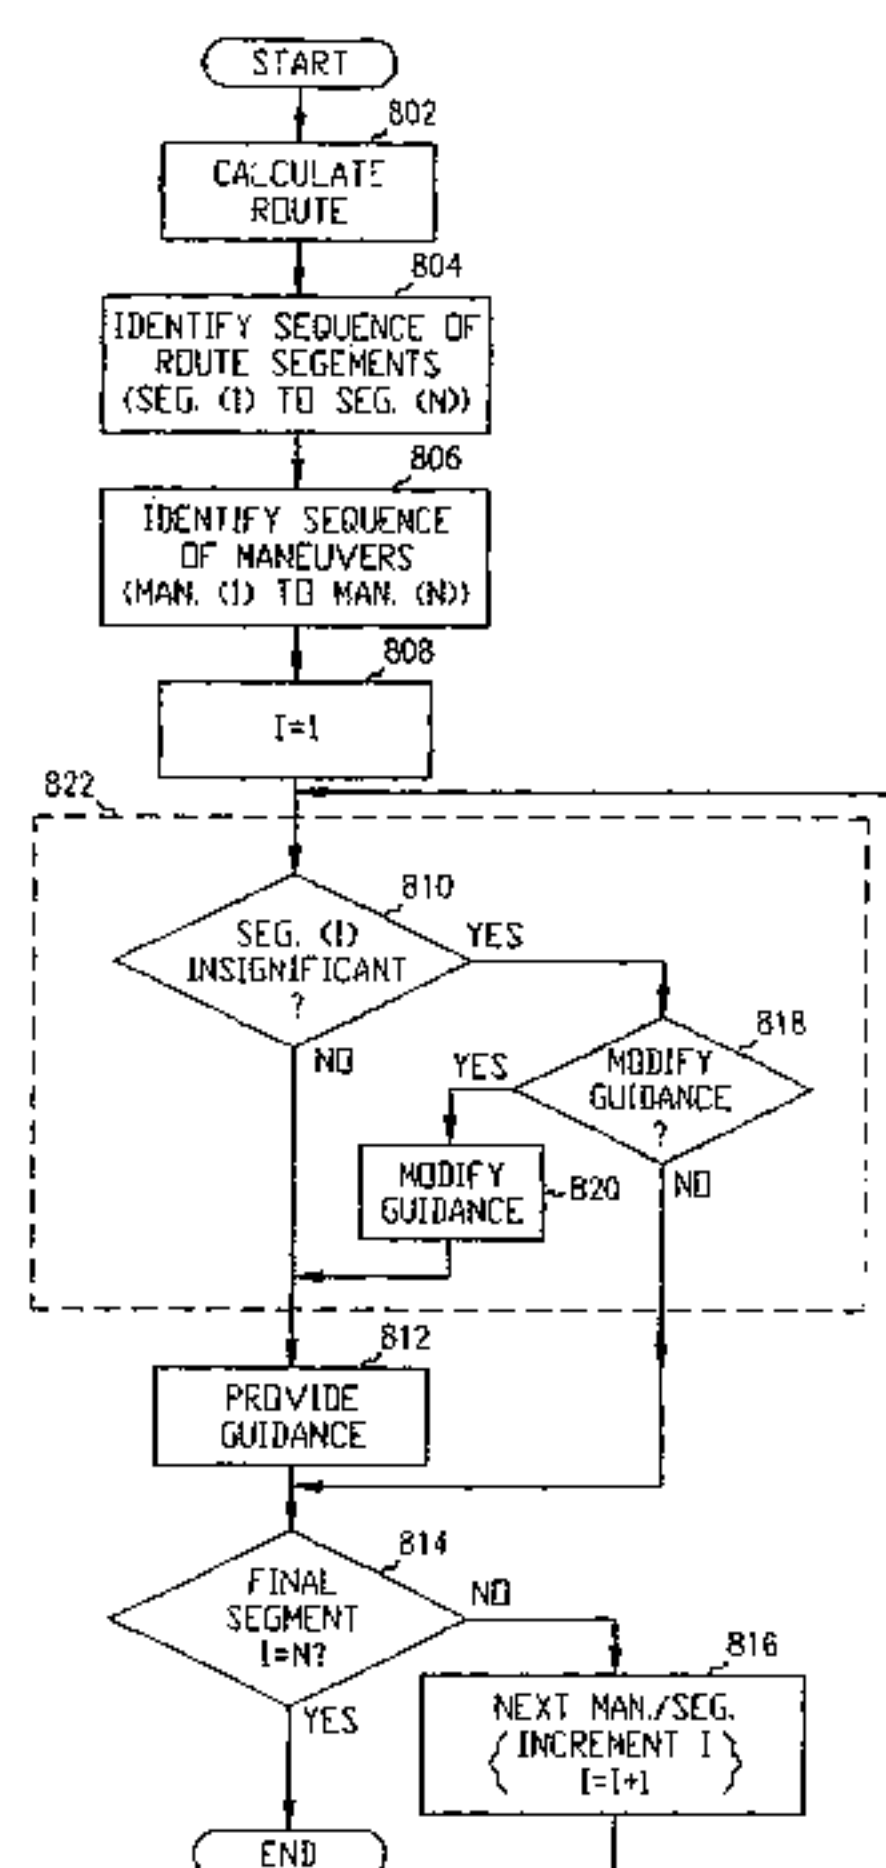 START
802
CALCULATE
ROUTE
804
IDENTIFY SEQUENCE OF
ROUTE SEGEMENTS
(SEG. (1) TO SEG. (N))
806
IDENTIFY SEQUENCE
OF MANEUVERS
(MAN. (1) TO MAN. (N))
808
I=1
822
810
SEG. (I)
INSIGNIFICANT
?
YES
NO
818
MODIFY
GUIDANCE
?
YES
NO
MODIFY
GUIDANCE
820
812
PROVIDE
GUIDANCE
814
FINAL
SEGMENT
I=N?
NO
YES
816
NEXT MAN./SEG.
{INCREMENT I}
I=I+1
END